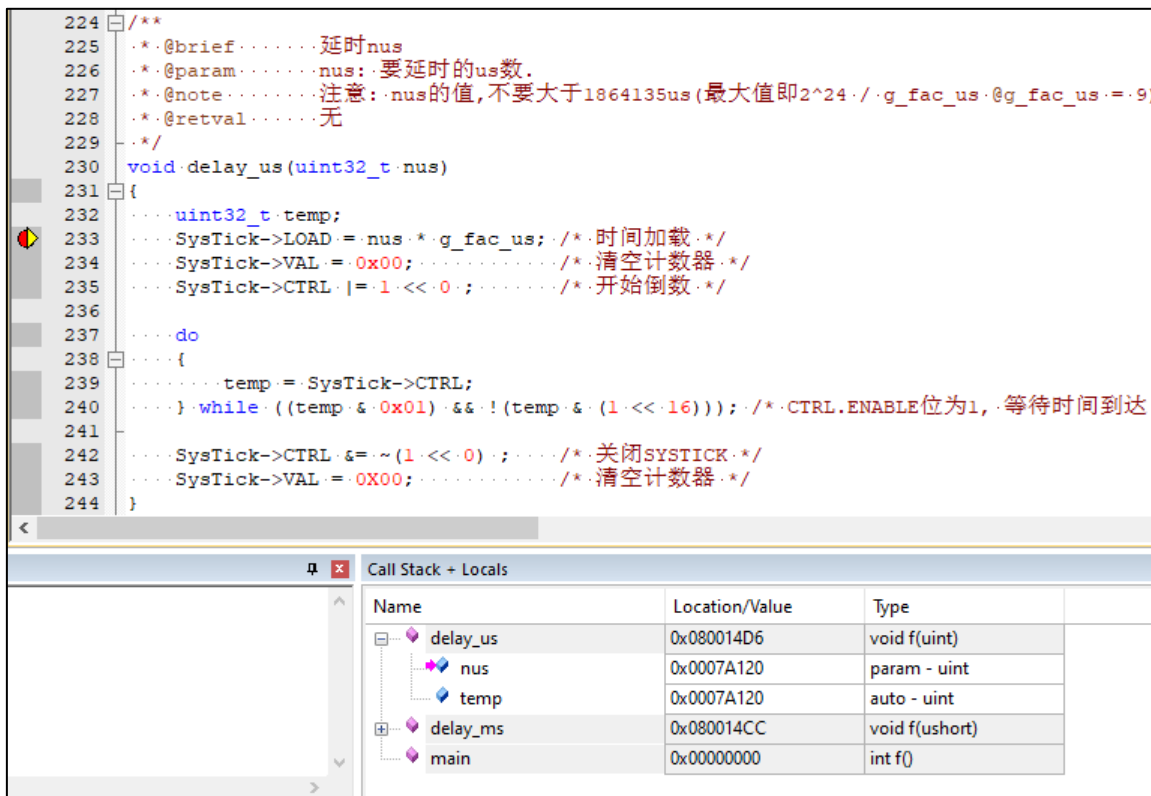 224 /**
225 * @brief 延时nus
226 * @param nus: 要延时的us数.
227 * @note 注意: nus的值,不要大于1864135us(最大值即2^24 / g_fac_us @g_fac_us = 9)
228 * @retval 无
229 */
230 void delay_us(uint32_t nus)
231 {
232 uint32_t temp;
233 SysTick->LOAD = nus * g_fac_us; /* 时间加载 */
234 SysTick->VAL = 0x00; /* 清空计数器 */
235 SysTick->CTRL |= 1 << 0 ; /* 开始倒数 */
236
237 do
238 {
239 temp = SysTick->CTRL;
240 } while ((temp & 0x01) && !(temp & (1 << 16))); /* CTRL.ENABLE位为1, 等待时间到达
241
242 SysTick->CTRL &= ~(1 << 0) ; /* 关闭SYSTICK */
243 SysTick->VAL = 0X00; /* 清空计数器 */
244 }
Call Stack + Locals
Name Location/Value Type
delay_us 0x080014D6 void f(uint)
nus 0x0007A120 param - uint
temp 0x0007A120 auto - uint
delay_ms 0x080014CC void f(ushort)
main 0x00000000 int f()